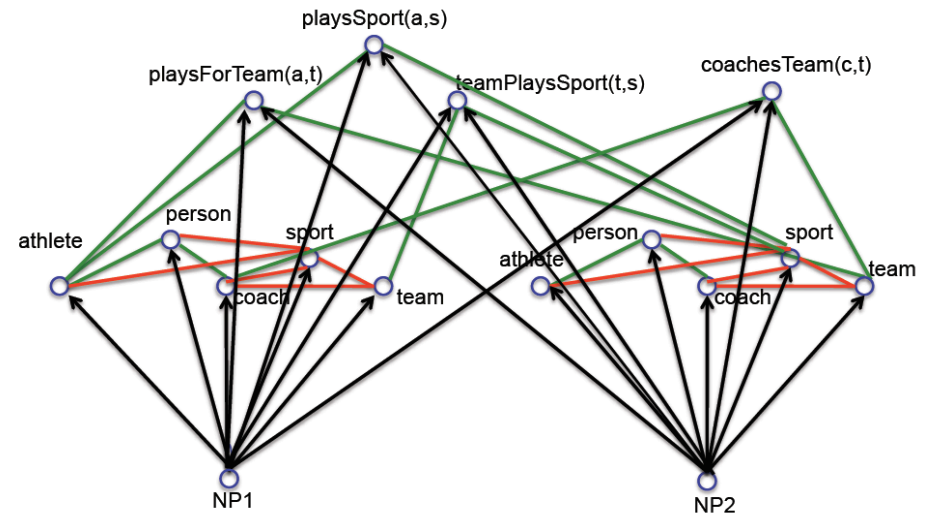 playsSport(a,s)
playsForTeam(a,t)
teamPlaysSport(t,s)
coachesTeam(c,t)
person
sport
athlete
coach
team
person
sport
athlete
coach
team
NP1
NP2